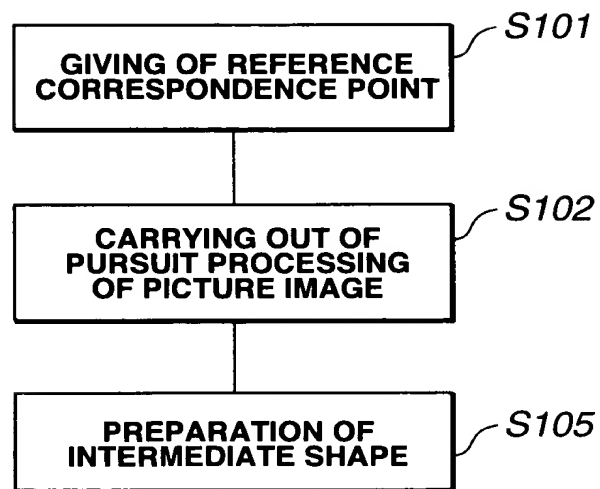 S101
GIVING OF REFERENCE
CORRESPONDENCE POINT
S102
CARRYING OUT OF
PURSUIT PROCESSING
OF PICTURE IMAGE
S105
PREPARATION OF
INTERMEDIATE SHAPE